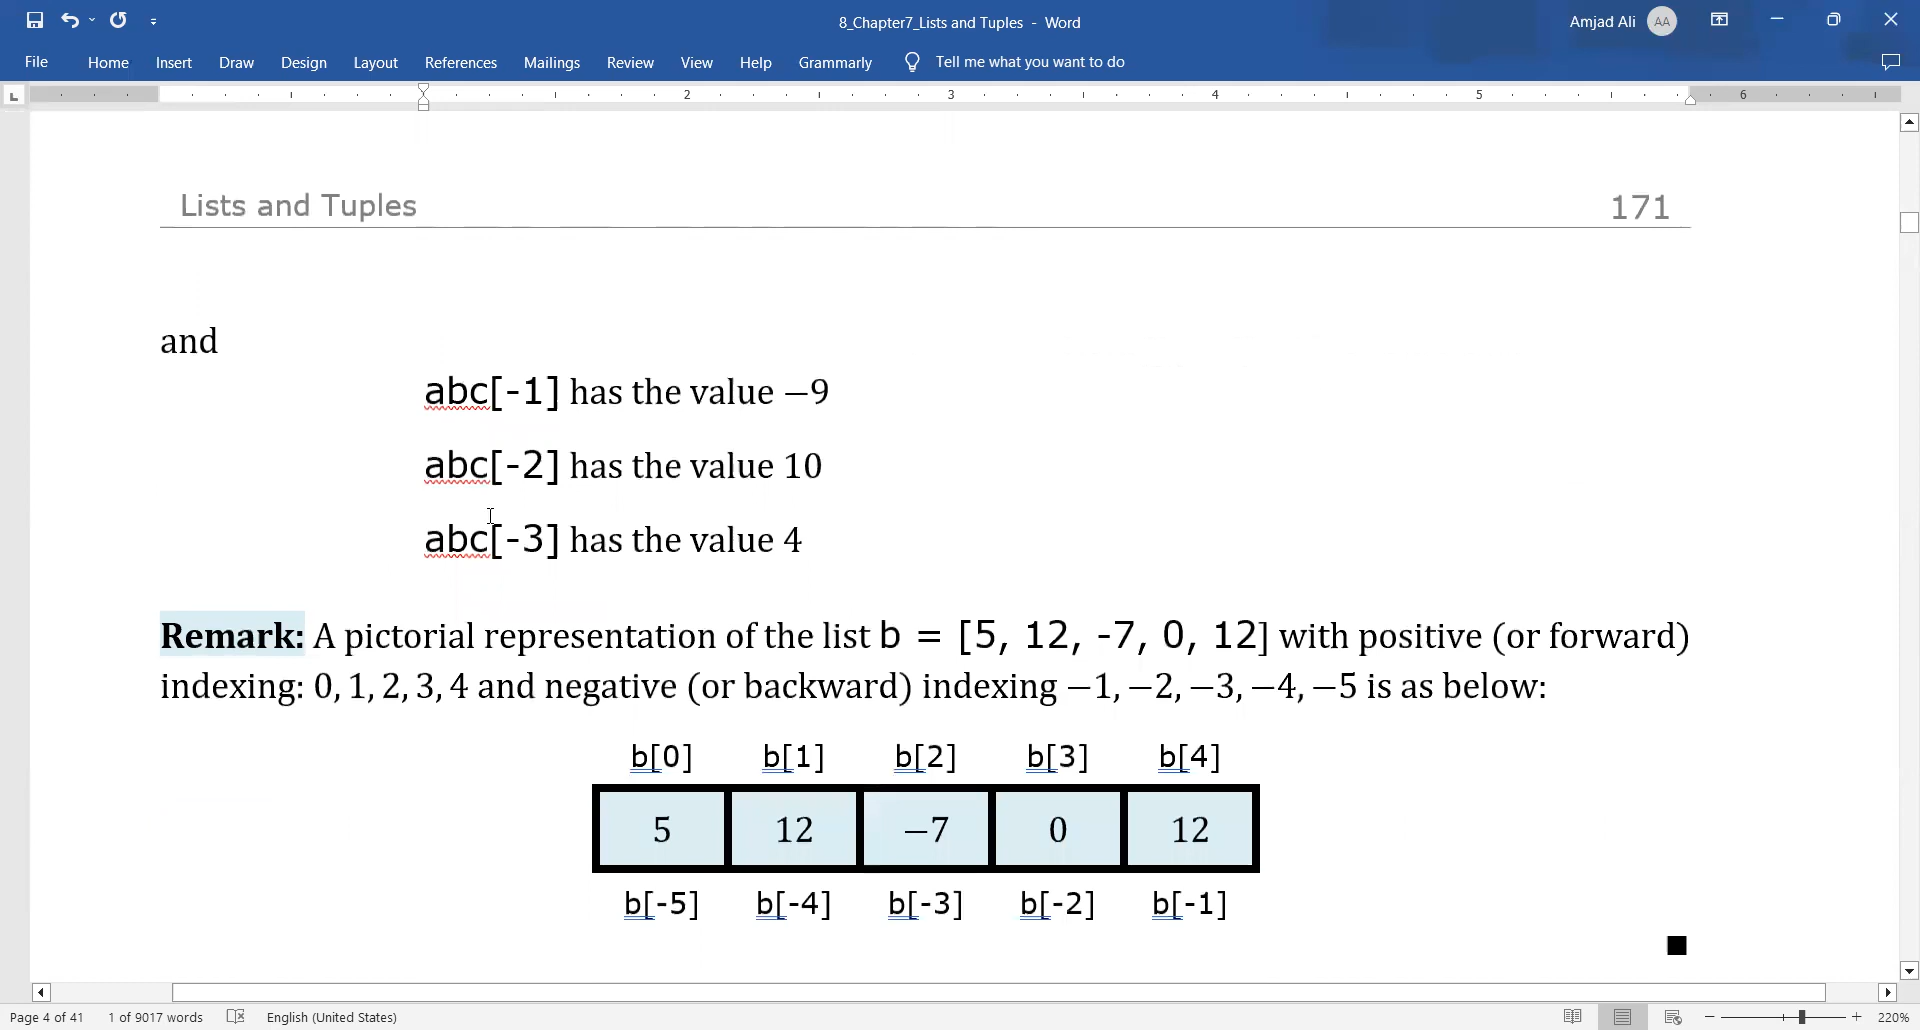 8_Chapter7_Lists and Tuples - Word
Amjad Ali AA
File Home Insert Draw Design Layout References Mailings Review View Help Grammarly Tell me what you want to do
L 2 3 4 5 6
Lists and Tuples 171
and
abc[-1] has the value −9
abc[-2] has the value 10
abc[-3] has the value 4
Remark: A pictorial representation of the list b = [5, 12, -7, 0, 12] with positive (or forward)
indexing: 0, 1, 2, 3, 4 and negative (or backward) indexing −1, −2, −3, −4, −5 is as below:
b[0] b[1] b[2] b[3] b[4]
5 12 −7 0 12
b[-5] b[-4] b[-3] b[-2] b[-1]
Page 4 of 41 1 of 9017 words English (United States) 220%